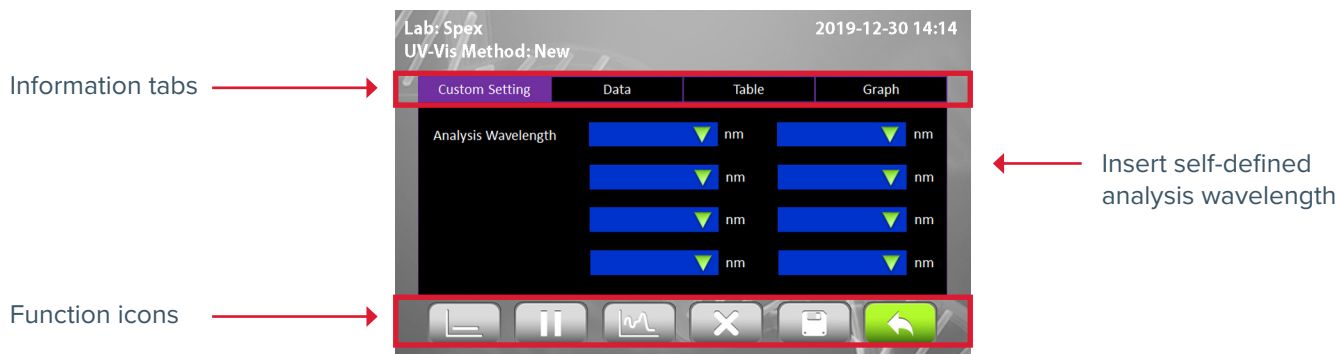 Lab: Spex 2019-12-30 14:14
UV-Vis Method: New
Information tabs
Custom Setting Data Table Graph
Analysis Wavelength nm nm
nm nm
nm nm
nm nm
Insert self-defined
analysis wavelength
Function icons